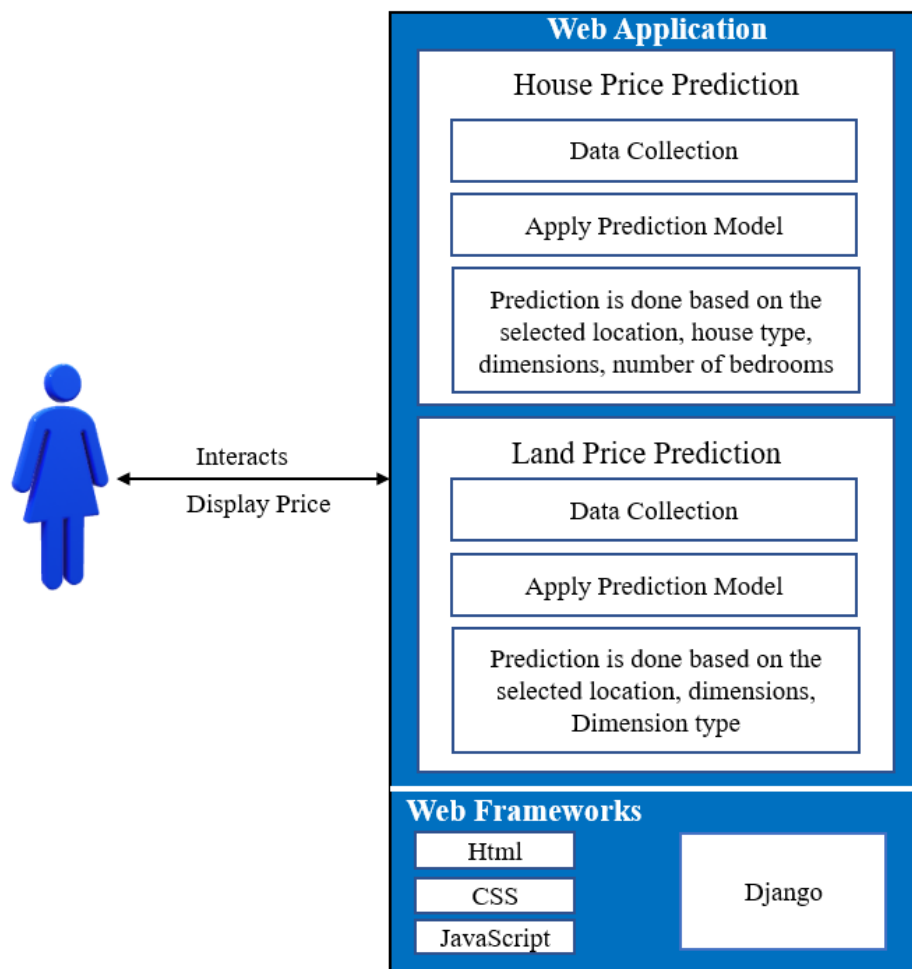 Web Application
House Price Prediction
Data Collection
Apply Prediction Model
Prediction is done based on the
selected location, house type,
dimensions, number of bedrooms
Interacts
Display Price
Land Price Prediction
Data Collection
Apply Prediction Model
Prediction is done based on the
selected location, dimensions,
Dimension type
Web Frameworks
Html
CSS
JavaScript
Django